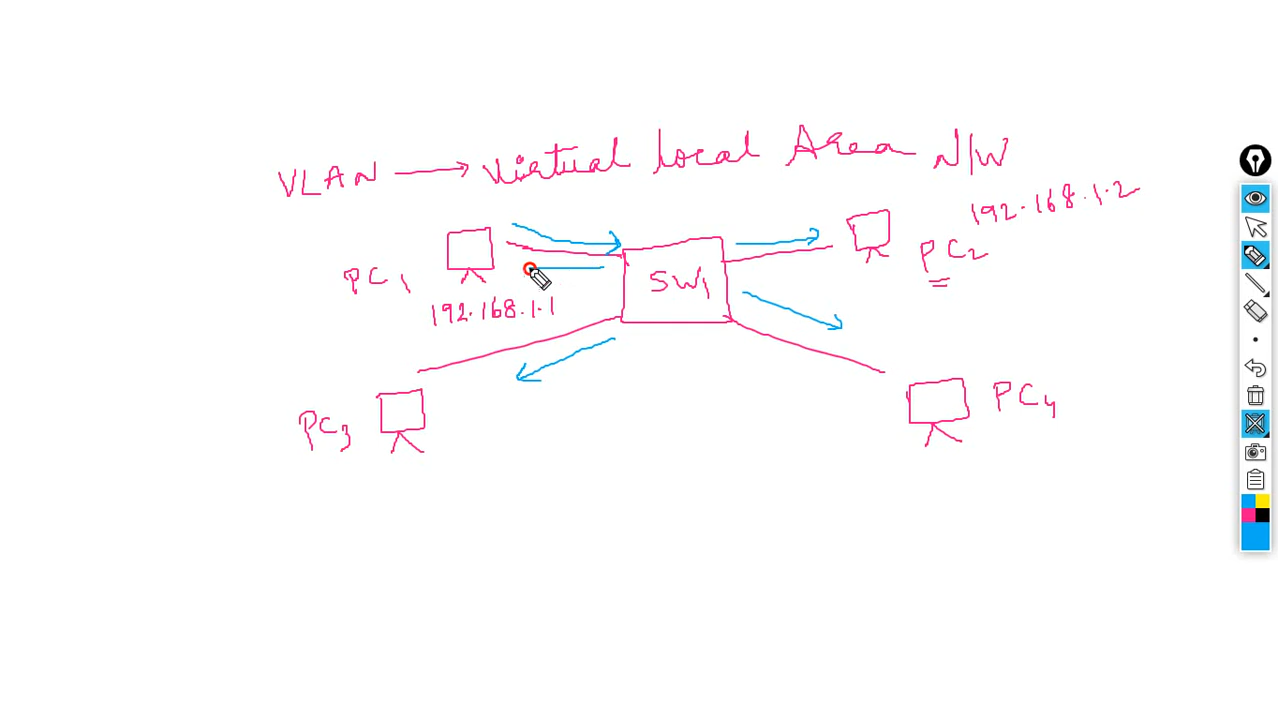 VLAN → Virtual Local Area N/W
192.168.1.2
PC1
SW1
PC2
192.168.1.1
PC3
PC4